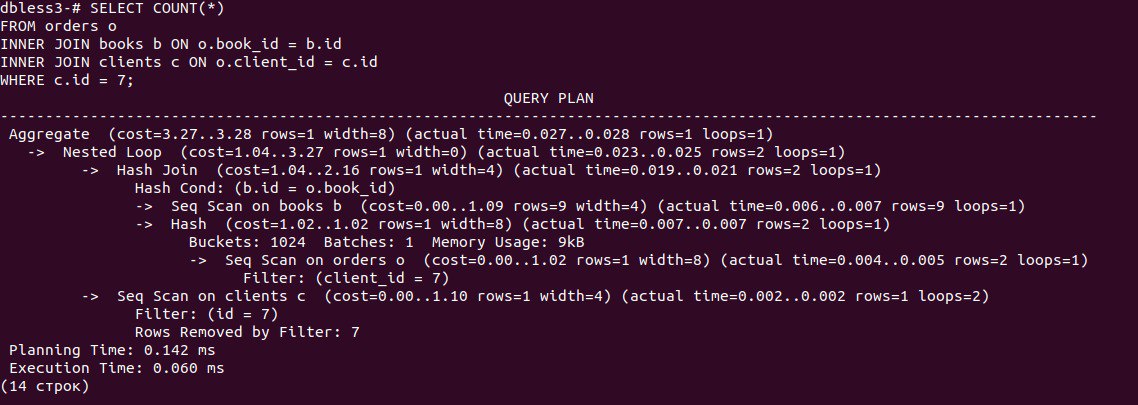 dbless3-# SELECT COUNT(*)
FROM orders o
INNER JOIN books b ON o.book_id = b.id
INNER JOIN clients c ON o.client_id = c.id
WHERE c.id = 7;
QUERY PLAN
--------------------------------------------------------------------------------------------------------------------------
Aggregate  (cost=3.27..3.28 rows=1 width=8) (actual time=0.027..0.028 rows=1 loops=1)
  ->  Nested Loop  (cost=1.04..3.27 rows=1 width=0) (actual time=0.023..0.025 rows=2 loops=1)
        ->  Hash Join  (cost=1.04..2.16 rows=1 width=4) (actual time=0.019..0.021 rows=2 loops=1)
              Hash Cond: (b.id = o.book_id)
              ->  Seq Scan on books b  (cost=0.00..1.09 rows=9 width=4) (actual time=0.006..0.007 rows=9 loops=1)
              ->  Hash  (cost=1.02..1.02 rows=1 width=8) (actual time=0.007..0.007 rows=2 loops=1)
                    Buckets: 1024  Batches: 1  Memory Usage: 9kB
                    ->  Seq Scan on orders o  (cost=0.00..1.02 rows=1 width=8) (actual time=0.004..0.005 rows=2 loops=1)
                          Filter: (client_id = 7)
        ->  Seq Scan on clients c  (cost=0.00..1.10 rows=1 width=4) (actual time=0.002..0.002 rows=1 loops=2)
              Filter: (id = 7)
              Rows Removed by Filter: 7
Planning Time: 0.142 ms
Execution Time: 0.060 ms
(14 строк)